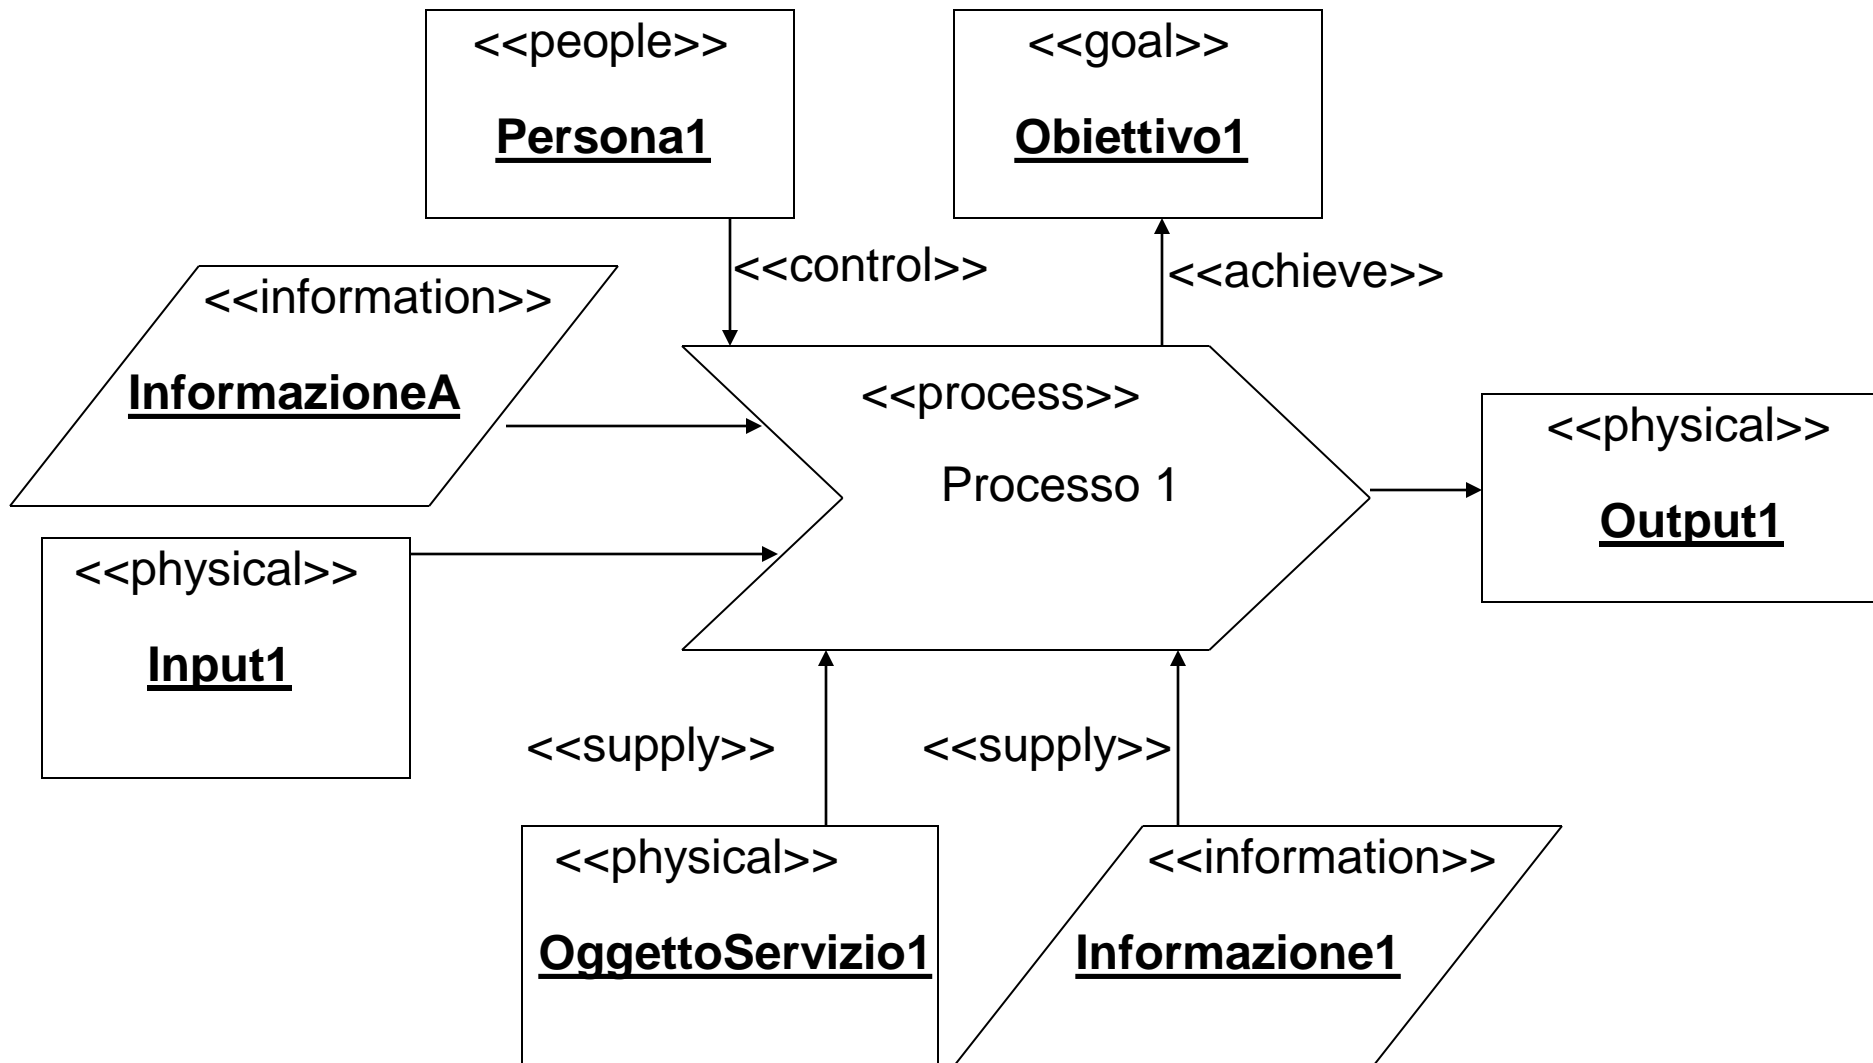 <<people>>
Persona1
<<goal>>
Obiettivo1
<<control>>
<<achieve>>
<<information>>
InformazioneA
<<process>>
Processo 1
<<physical>>
Output1
<<physical>>
Input1
<<supply>>
<<supply>>
<<physical>>
OggettoServizio1
<<information>>
Informazione1